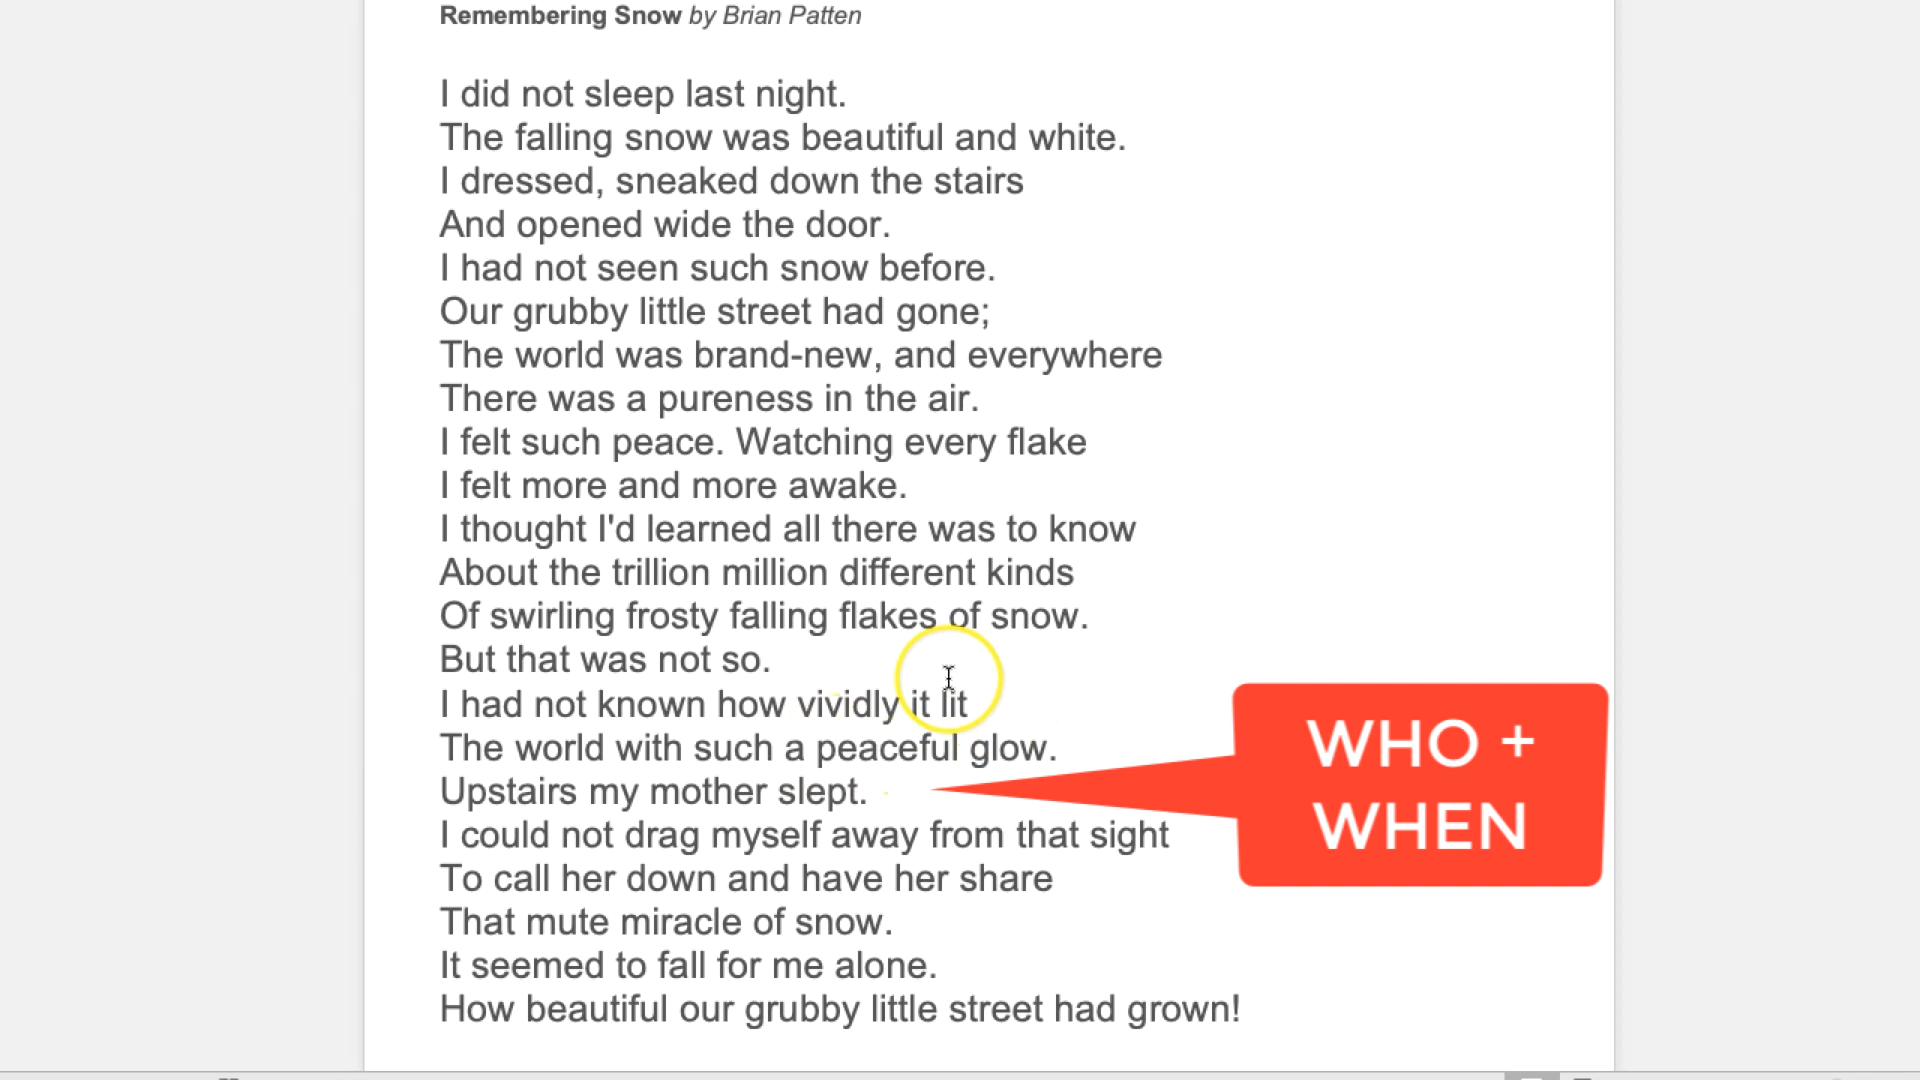 Remembering Snow by Brian Patten
I did not sleep last night.
The falling snow was beautiful and white.
I dressed, sneaked down the stairs
And opened wide the door.
I had not seen such snow before.
Our grubby little street had gone;
The world was brand-new, and everywhere
There was a pureness in the air.
I felt such peace. Watching every flake
I felt more and more awake.
I thought I'd learned all there was to know
About the trillion million different kinds
Of swirling frosty falling flakes of snow.
But that was not so.
I had not known how vividly it lit
The world with such a peaceful glow.
Upstairs my mother slept.
I could not drag myself away from that sight
To call her down and have her share
That mute miracle of snow.
It seemed to fall for me alone.
How beautiful our grubby little street had grown!
WHO +
WHEN